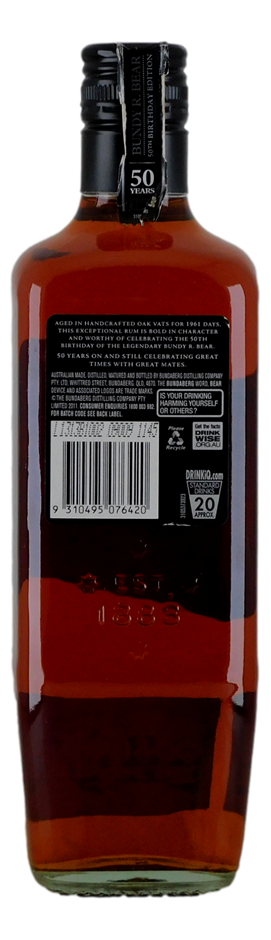 BUNDY R. BEAR
50TH BIRTHDAY EDITION
50
YEARS
AGED IN HANDCRAFTED OAK VATS FOR 1961 DAYS.
THIS EXCEPTIONAL RUM IS BOLD IN CHARACTER
AND WORTHY OF CELEBRATING THE 50TH
BIRTHDAY OF THE LEGENDARY BUNDY R. BEAR.
50 YEARS ON AND STILL CELEBRATING GREAT
TIMES WITH GREAT MATES.
AUSTRALIAN MADE, DISTILLED, MATURED AND BOTTLED BY BUNDABERG DISTILLING COMPANY
PTY. LTD, WHITTRED STREET, BUNDABERG, QLD, 4670. THE BUNDABERG WORD, BEAR
DEVICE AND ASSOCIATED LOGOS ARE TRADE MARKS.
© THE BUNDABERG DISTILLING COMPANY PTY
LIMITED 2011. CONSUMER ENQUIRIES 1800 003 982
FOR BATCH CODE SEE BACK LABEL
IS YOUR DRINKING
HARMING YOURSELF
OR OTHERS?
Please
Recycle
Get the facts
DRINK
WISE
.ORG.AU
9 310495 076420
DRiNKiQ.com
STANDARD
DRINKS
20
APPROX.
EST.
1888